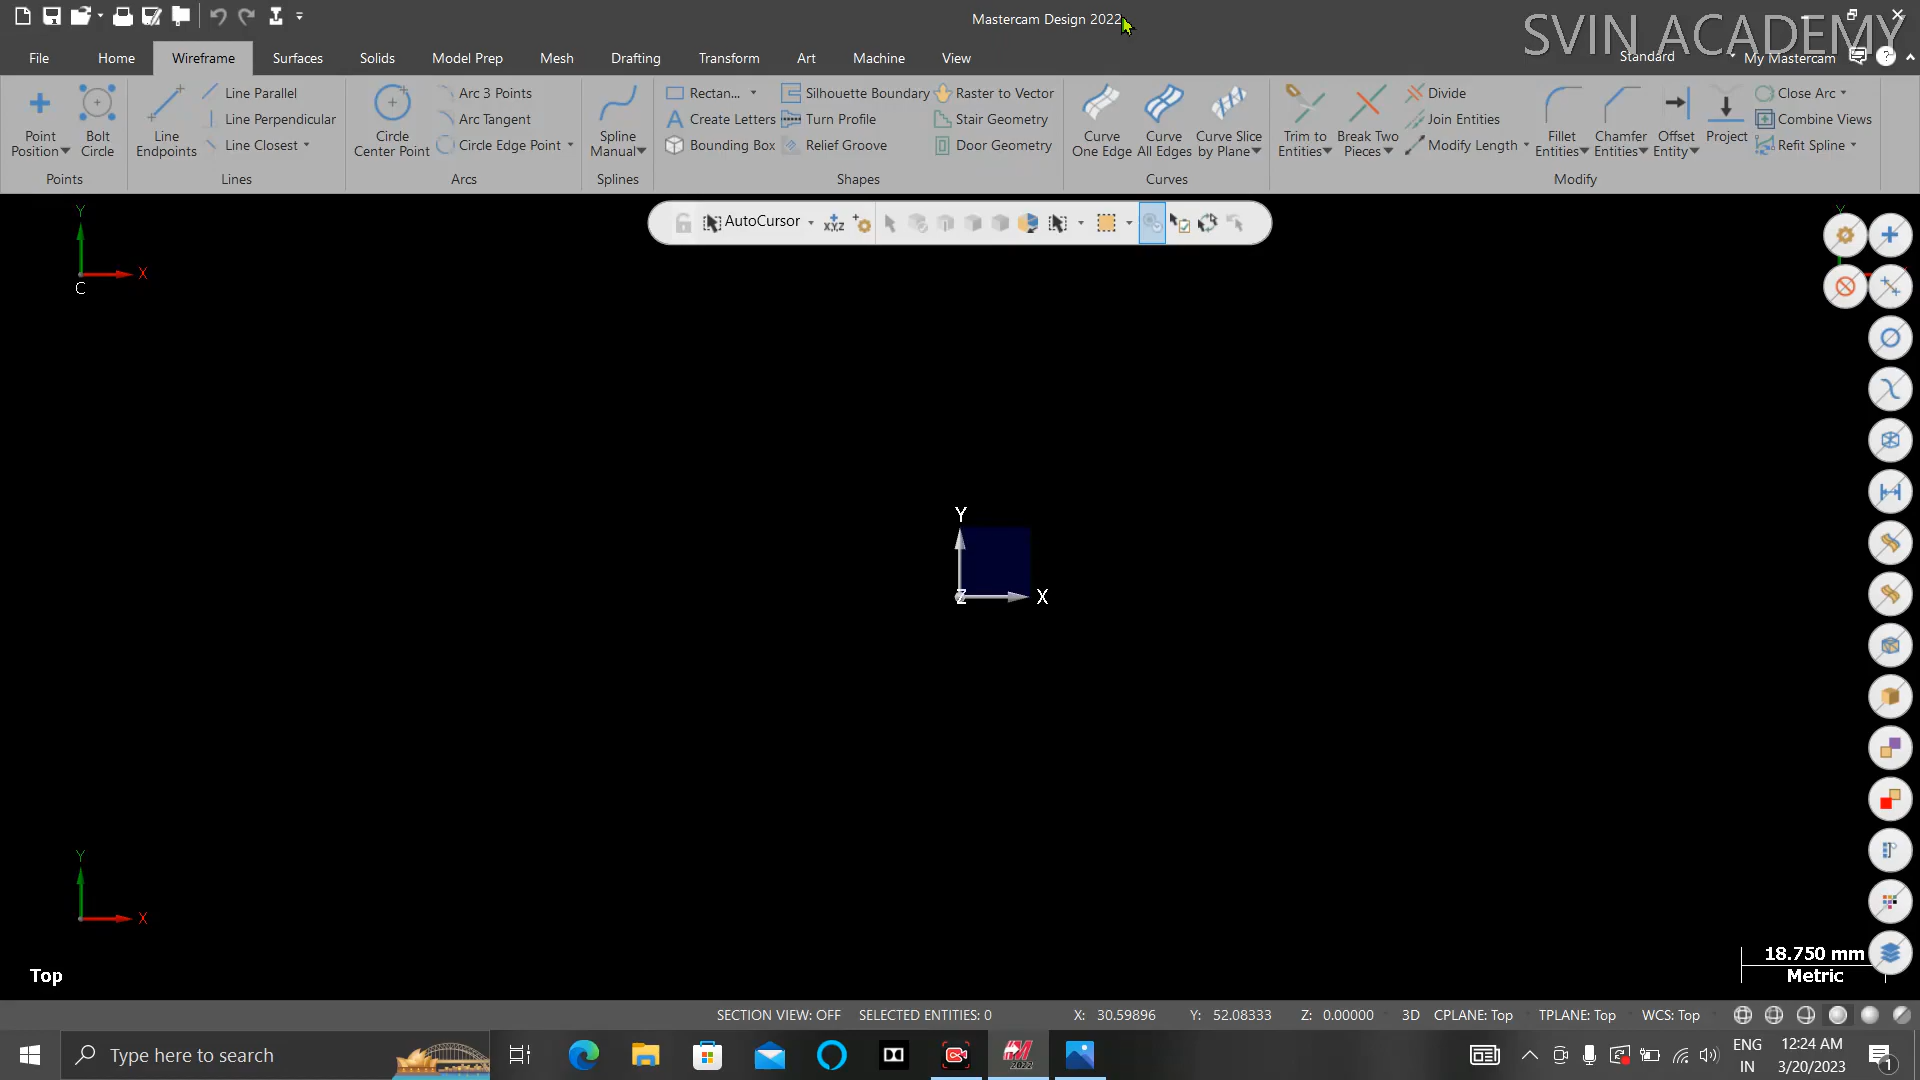 Mastercam Design 2022
SVIN ACADEMY
File Home Wireframe Surfaces Solids Model Prep Mesh Drafting Transform Art Machine View
Standard My Mastercam
Point Position
Bolt Circle
Points
Line Endpoints
Line Parallel
Line Perpendicular
Line Closest
Lines
Circle Center Point
Arc 3 Points
Arc Tangent
Circle Edge Point
Arcs
Spline Manual
Splines
Rectan...
Create Letters
Bounding Box
Silhouette Boundary
Turn Profile
Relief Groove
Raster to Vector
Stair Geometry
Door Geometry
Shapes
Curve One Edge
Curve All Edges
Curve Slice by Plane
Curves
Trim to Entities
Break Two Pieces
Divide
Join Entities
Modify Length
Fillet Entities
Chamfer Entities
Offset Entity
Project
Close Arc
Combine Views
Refit Spline
Modify
AutoCursor
XYZ
Y
X
C
Y
Y
Z
X
Y
X
Top
18.750 mm
Metric
SECTION VIEW: OFF SELECTED ENTITIES: 0 X: 30.59896 Y: 52.08333 Z: 0.00000 3D CPLANE: Top TPLANE: Top WCS: Top
Type here to search
2022
ENG
IN
12:24 AM
3/20/2023
1